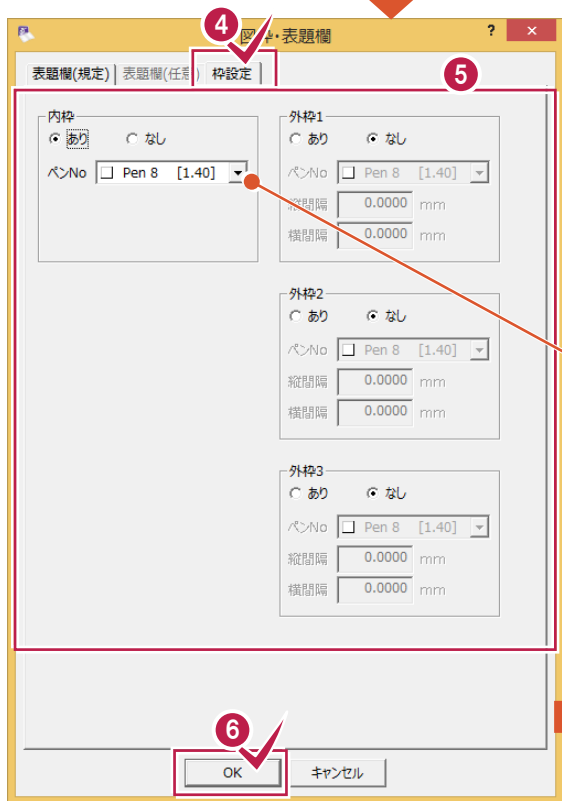 4
図枠・表題欄 ? ×
表題欄(規定) 表題欄(任意) 枠設定
5
内枠
あり なし
ペンNo Pen 8 [1.40]
外枠1
あり なし
ペンNo Pen 8 [1.40]
縦間隔 0.0000 mm
横間隔 0.0000 mm
外枠2
あり なし
ペンNo Pen 8 [1.40]
縦間隔 0.0000 mm
横間隔 0.0000 mm
外枠3
あり なし
ペンNo Pen 8 [1.40]
縦間隔 0.0000 mm
横間隔 0.0000 mm
6
OK キャンセル